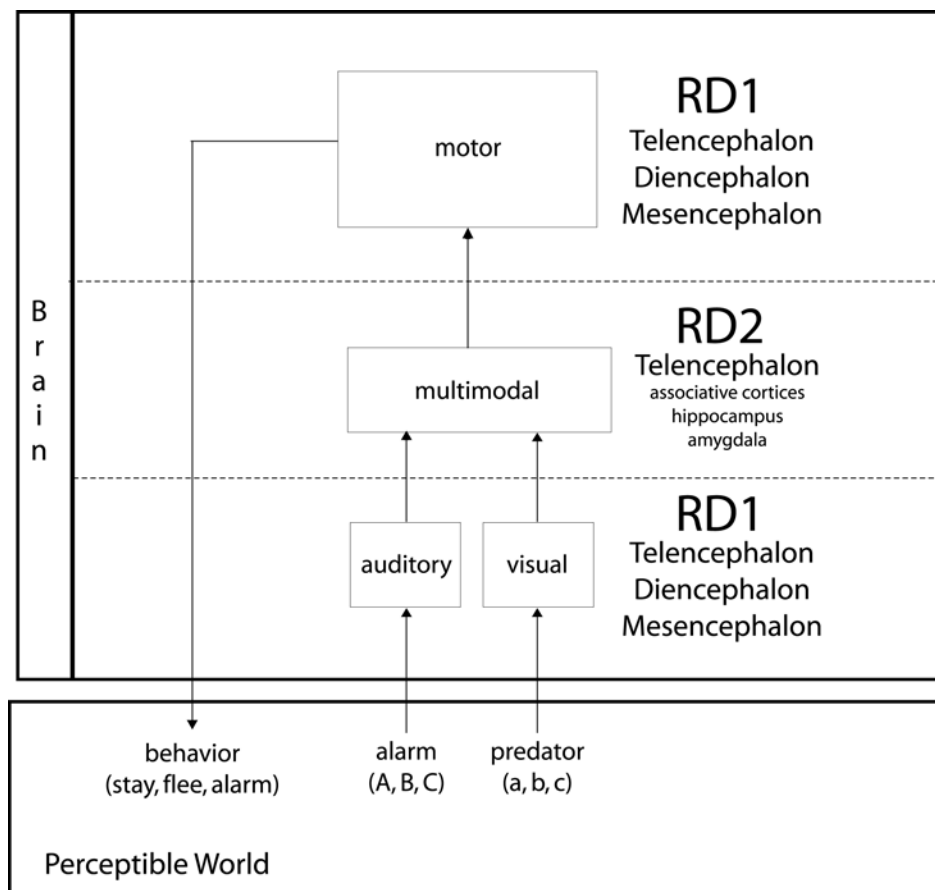 RD1
Telencephalon
Diencephalon
Mesencephalon
motor
Brain
RD2
Telencephalon
associative cortices
hippocampus
amygdala
multimodal
RD1
Telencephalon
Diencephalon
Mesencephalon
auditory
visual
behavior
(stay, flee, alarm)
alarm
(A, B, C)
predator
(a, b, c)
Perceptible World